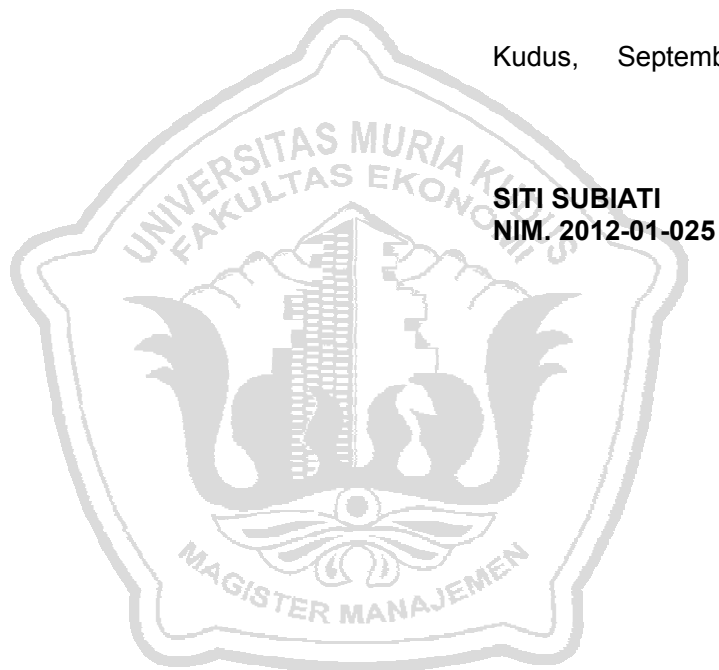 Kudus, Septemb
UNIVERSITAS MURIA KUDUS
FAKULTAS EKONOMI
SITI SUBIATI
NIM. 2012-01-025
MAGISTER MANAJEMEN